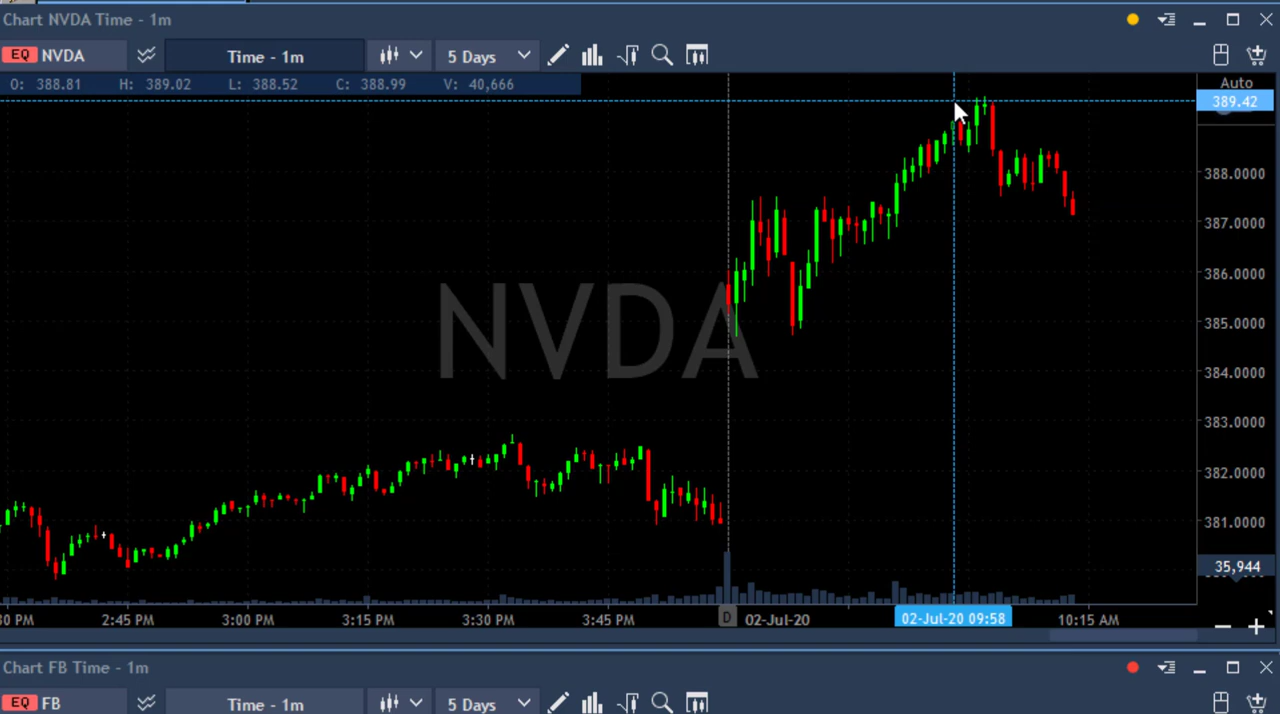 Chart NVDA Time - 1m
EQ NVDA Time - 1m 5 Days
O: 388.81 H: 389.02 L: 388.52 C: 388.99 V: 40,666
Auto
389.42
388.0000
387.0000
386.0000
385.0000
384.0000
383.0000
382.0000
381.0000
35,944
NVDA
30 PM 2:45 PM 3:00 PM 3:15 PM 3:30 PM 3:45 PM D 02-Jul-20 02-Jul-20 09:58 10:15 AM
Chart FB Time - 1m
EQ FB Time - 1m 5 Days